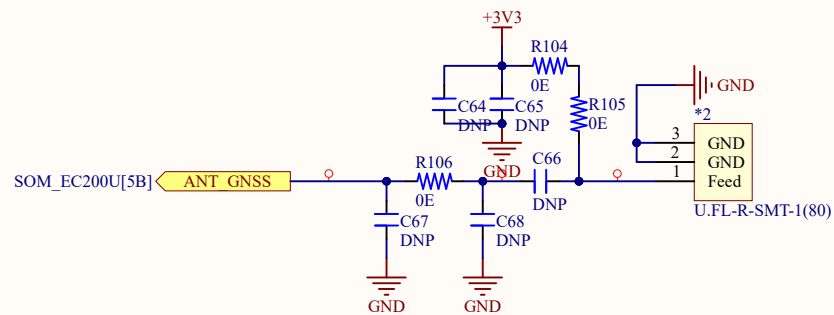 +3V3
R104
0E
C64
DNP
C65
DNP
R105
0E
GND
GND
*2
3
GND
2
GND
1
Feed
U.FL-R-SMT-1(80)
SOM_EC200U[5B]
ANT_GNSS
R106
0E
C66
DNP
C67
DNP
C68
DNP
GND
GND